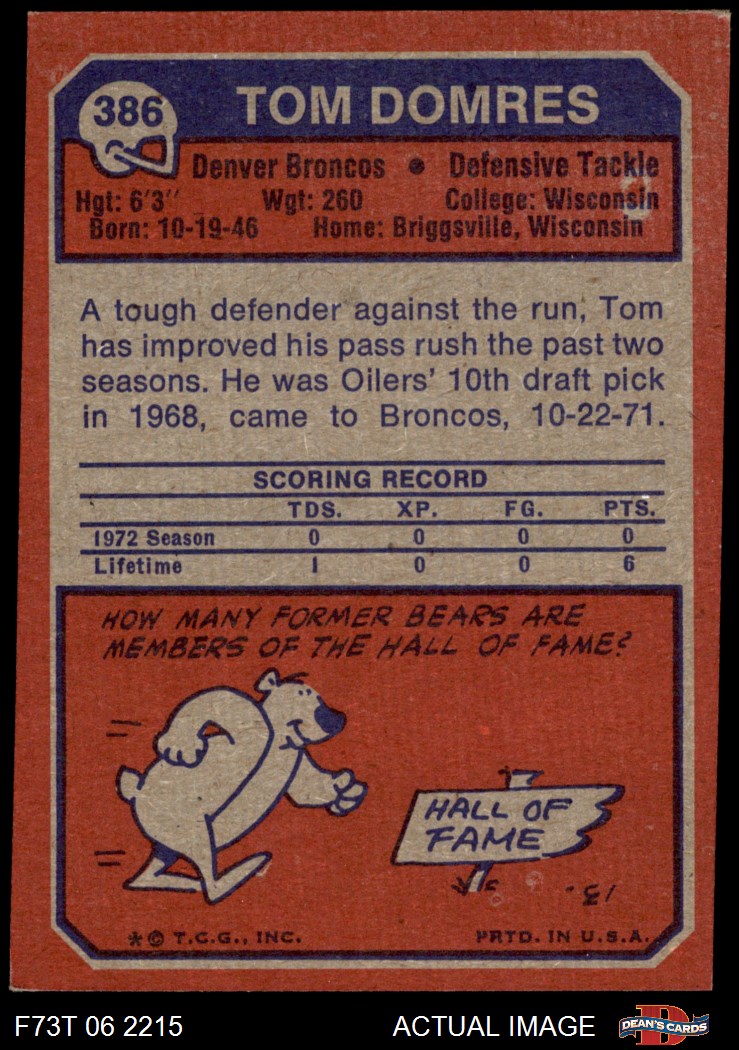 386
TOM DOMRES
Denver Broncos • Defensive Tackle
Hgt: 6'3" Wgt: 260 College: Wisconsin
Born: 10-19-46 Home: Briggsville, Wisconsin
A tough defender against the run, Tom
has improved his pass rush the past two
seasons. He was Oilers' 10th draft pick
in 1968, came to Broncos, 10-22-71.
SCORING RECORD
TDS. XP. FG. PTS.
1972 Season 0 0 0 0
Lifetime 1 0 0 6
HOW MANY FORMER BEARS ARE
MEMBERS OF THE HALL OF FAME?
HALL OF
FAME
13.
* © T.C.G., INC. PRTD. IN U.S.A.
F73T 06 2215 ACTUAL IMAGE
D
DEAN'S CARDS